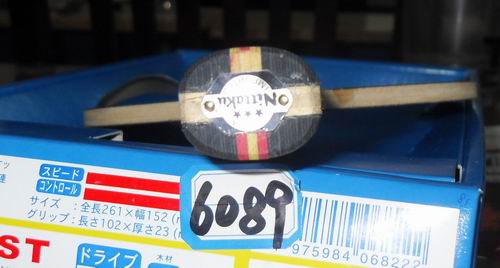 Nittaku
スピード
コントロール
サイズ :全長261×幅152
グリップ:長さ102×厚さ23
6089
975984 068222
ST
ドライブ
木材